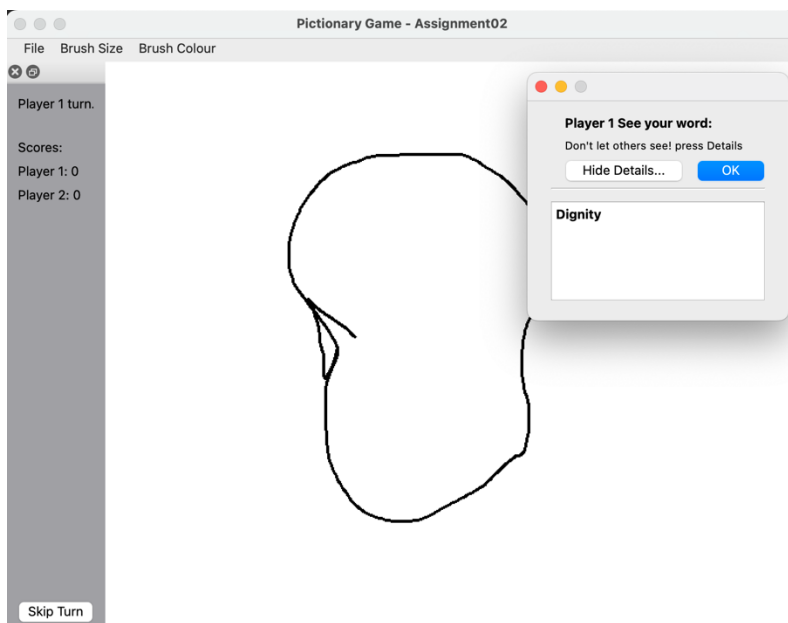 Pictionary Game - Assignment02
File Brush Size Brush Colour
Player 1 turn.
Scores:
Player 1: 0
Player 2: 0
Skip Turn
Player 1 See your word:
Don't let others see! press Details
Hide Details... OK
Dignity